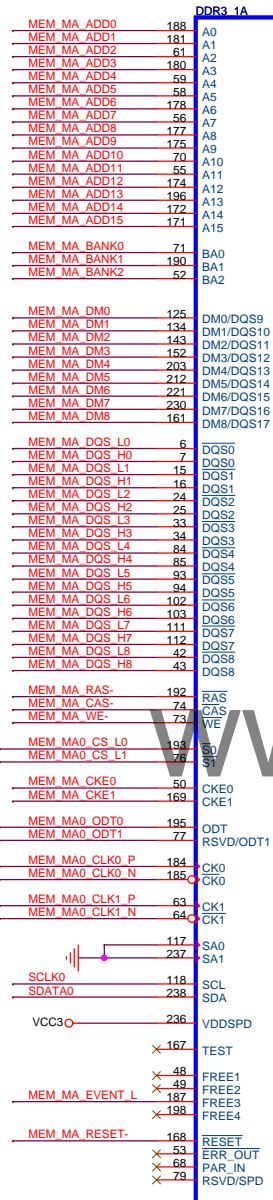 DDR3_1A
MEM_MA_ADD0 188 A0
MEM_MA_ADD1 181 A1
MEM_MA_ADD2 61 A2
MEM_MA_ADD3 180 A3
MEM_MA_ADD4 59 A4
MEM_MA_ADD5 58 A5
MEM_MA_ADD6 178 A6
MEM_MA_ADD7 56 A7
MEM_MA_ADD8 177 A8
MEM_MA_ADD9 175 A9
MEM_MA_ADD10 70 A10
MEM_MA_ADD11 55 A11
MEM_MA_ADD12 174 A12
MEM_MA_ADD13 196 A13
MEM_MA_ADD14 172 A14
MEM_MA_ADD15 171 A15
MEM_MA_BANK0 71 BA0
MEM_MA_BANK1 190 BA1
MEM_MA_BANK2 52 BA2
MEM_MA_DM0 125 DM0/DQS9
MEM_MA_DM1 134 DM1/DQS10
MEM_MA_DM2 143 DM2/DQS11
MEM_MA_DM3 152 DM3/DQS12
MEM_MA_DM4 203 DM4/DQS13
MEM_MA_DM5 212 DM5/DQS14
MEM_MA_DM6 221 DM6/DQS15
MEM_MA_DM7 230 DM7/DQS16
MEM_MA_DM8 161 DM8/DQS17
MEM_MA_DQS_L0 6 DQS0
MEM_MA_DQS_H0 7 DQS0
MEM_MA_DQS_L1 15 DQS1
MEM_MA_DQS_H1 16 DQS1
MEM_MA_DQS_L2 24 DQS2
MEM_MA_DQS_H2 25 DQS2
MEM_MA_DQS_L3 33 DQS3
MEM_MA_DQS_H3 34 DQS3
MEM_MA_DQS_L4 84 DQS4
MEM_MA_DQS_H4 85 DQS4
MEM_MA_DQS_L5 93 DQS5
MEM_MA_DQS_H5 94 DQS5
MEM_MA_DQS_L6 102 DQS6
MEM_MA_DQS_H6 103 DQS6
MEM_MA_DQS_L7 111 DQS7
MEM_MA_DQS_H7 112 DQS7
MEM_MA_DQS_L8 42 DQS8
MEM_MA_DQS_H8 43 DQS8
MEM_MA_RAS- 192 RAS
MEM_MA_CAS- 74 CAS
MEM_MA_WE- 73 WE
MEM_MA0_CS_L0 193 S0
MEM_MA0_CS_L1 76 S1
MEM_MA_CKE0 50 CKE0
MEM_MA_CKE1 169 CKE1
MEM_MA0_ODT0 195 ODT
MEM_MA0_ODT1 77 RSVD/ODT1
MEM_MA0_CLK0_P 184 CK0
MEM_MA0_CLK0_N 185 CK0
MEM_MA0_CLK1_P 63 CK1
MEM_MA0_CLK1_N 64 CK1
117 SA0
237 SA1
SCLK0 118 SCL
SDATA0 238 SDA
VCC3 236 VDDSPD
167 TEST
48 FREE1
49 FREE2
MEM_MA_EVENT_L 187 FREE3
198 FREE4
MEM_MA_RESET- 168 RESET
53 ERR_OUT
68 PAR_IN
79 RSVD/SPD